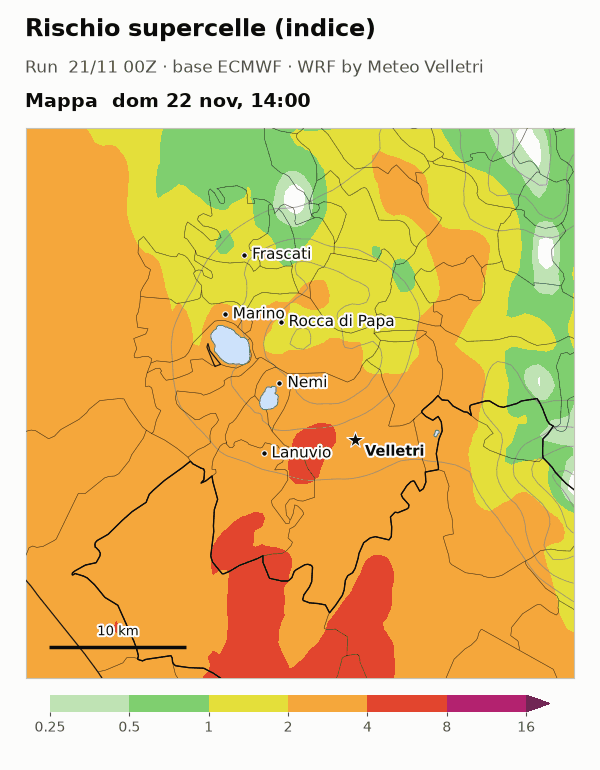 Rischio supercelle (indice)
Run  21/11 00Z · base ECMWF · WRF by Meteo Velletri
Mappa  dom 22 nov, 14:00
Frascati
Marino
Rocca di Papa
Nemi
Velletri
Lanuvio
10 km
0.25 0.5 1 2 4 8 16